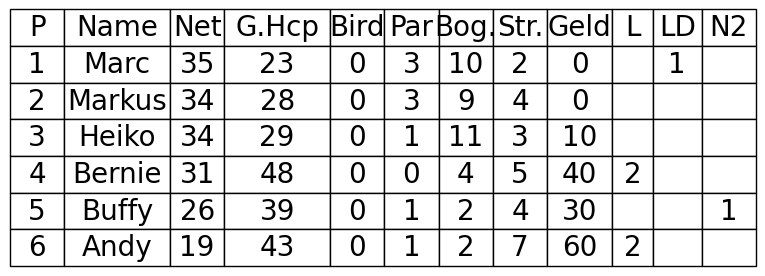 P Name Net G.Hcp Bird Par Bog. Str. Geld L LD N2
1 Marc 35 23 0 3 10 2 0 1
2 Markus 34 28 0 3 9 4 0
3 Heiko 34 29 0 1 11 3 10
4 Bernie 31 48 0 0 4 5 40 2
5 Buffy 26 39 0 1 2 4 30 1
6 Andy 19 43 0 1 2 7 60 2